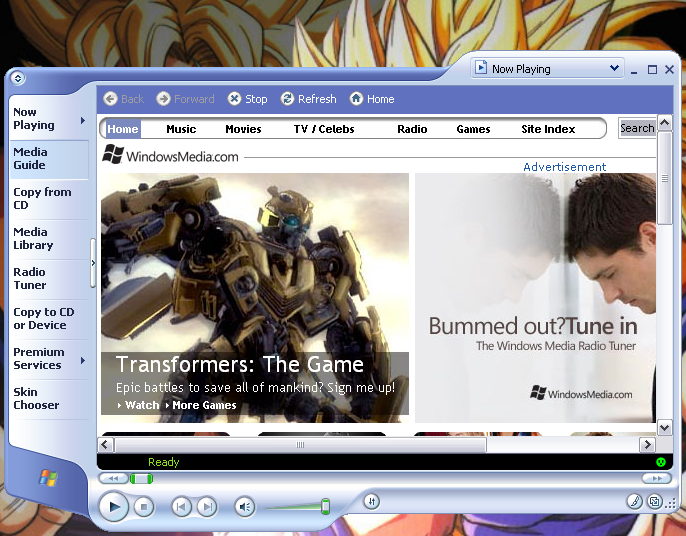 Now Playing
Now
Playing
Media
Guide
Copy from
CD
Media
Library
Radio
Tuner
Copy to CD
or Device
Premium
Services
Skin
Chooser
Back Forward Stop Refresh Home
Home Music Movies TV / Celebs Radio Games Site Index Search
WindowsMedia.com
Advertisement
Transformers: The Game
Epic battles to save all of mankind? Sign me up!
Watch More Games
Bummed out?Tune in
The Windows Media Radio Tuner
WindowsMedia.com
Ready